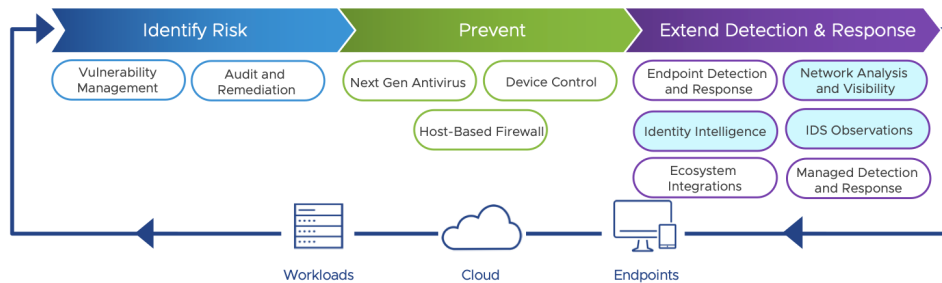 Identify Risk
Prevent
Extend Detection & Response
Vulnerability
Management
Audit and
Remediation
Next Gen Antivirus
Device Control
Host-Based Firewall
Endpoint Detection
and Response
Network Analysis
and Visibility
Identity Intelligence
IDS Observations
Ecosystem
Integrations
Managed Detection
and Response
Workloads
Cloud
Endpoints